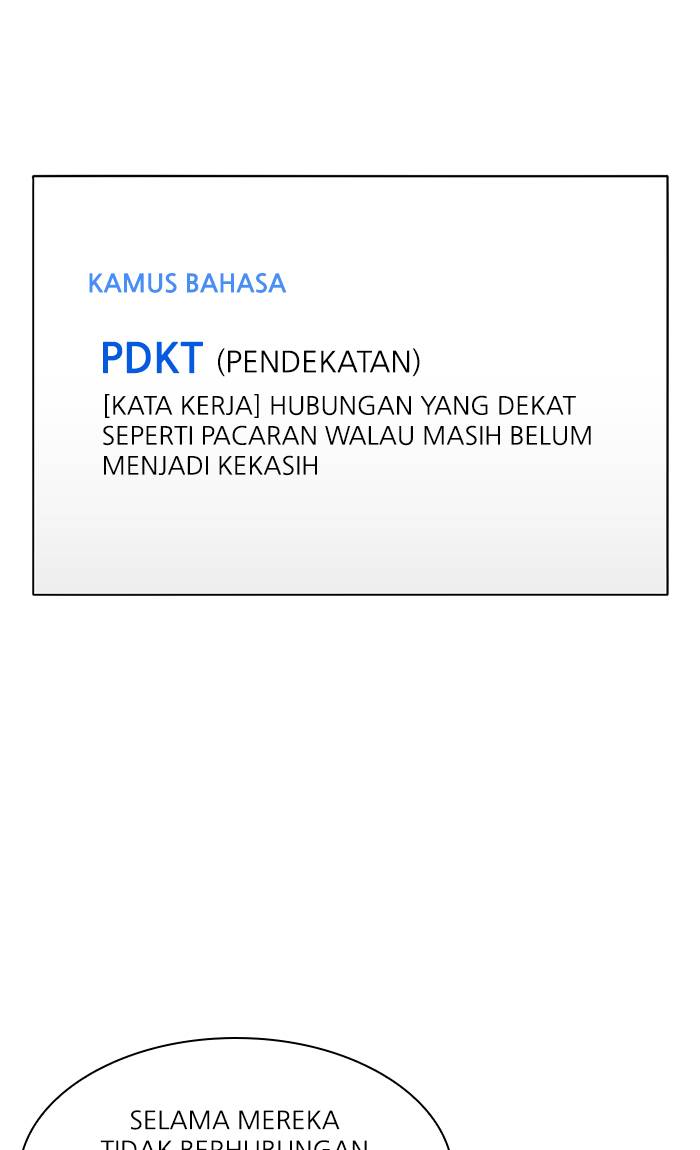 KAMUS BAHASA
PDKT (PENDEKATAN)
[KATA KERJA] HUBUNGAN YANG DEKAT
SEPERTI PACARAN WALAU MASIH BELUM
MENJADI KEKASIH
SELAMA MEREKA
TIDAK BERHUBUNGAN